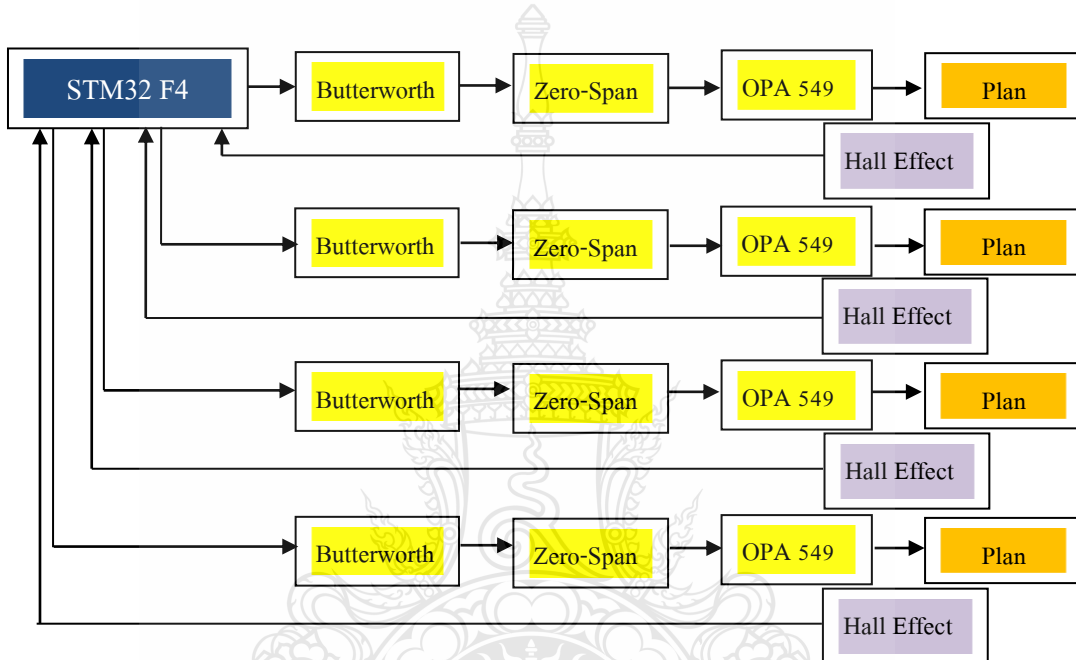 STM32 F4
Butterworth
Zero-Span
OPA 549
Plan
Hall Effect
Butterworth
Zero-Span
OPA 549
Plan
Hall Effect
Butterworth
Zero-Span
OPA 549
Plan
Hall Effect
Butterworth
Zero-Span
OPA 549
Plan
Hall Effect